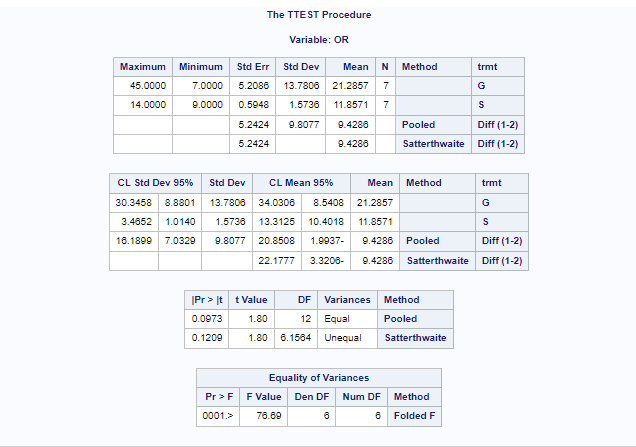 The TTEST Procedure
Variable: OR
Maximum Minimum Std Err Std Dev Mean N Method trmt
45.0000 7.0000 5.2086 13.7806 21.2857 7 G
14.0000 9.0000 0.5948 1.5736 11.8571 7 S
5.2424 9.8077 9.4286 Pooled Diff (1-2)
5.2424 9.4286 Satterthwaite Diff (1-2)
CL Std Dev 95% Std Dev CL Mean 95% Mean Method trmt
30.3458 8.8801 13.7806 34.0306 8.5408 21.2857 G
3.4652 1.0140 1.5736 13.3125 10.4018 11.8571 S
16.1899 7.0329 9.8077 20.8508 1.9937- 9.4286 Pooled Diff (1-2)
22.1777 3.3206- 9.4286 Satterthwaite Diff (1-2)
|Pr > |t t Value DF Variances Method
0.0973 1.80 12 Equal Pooled
0.1209 1.80 6.1564 Unequal Satterthwaite
Equality of Variances
Pr > F F Value Den DF Num DF Method
0001.> 76.69 6 6 Folded F